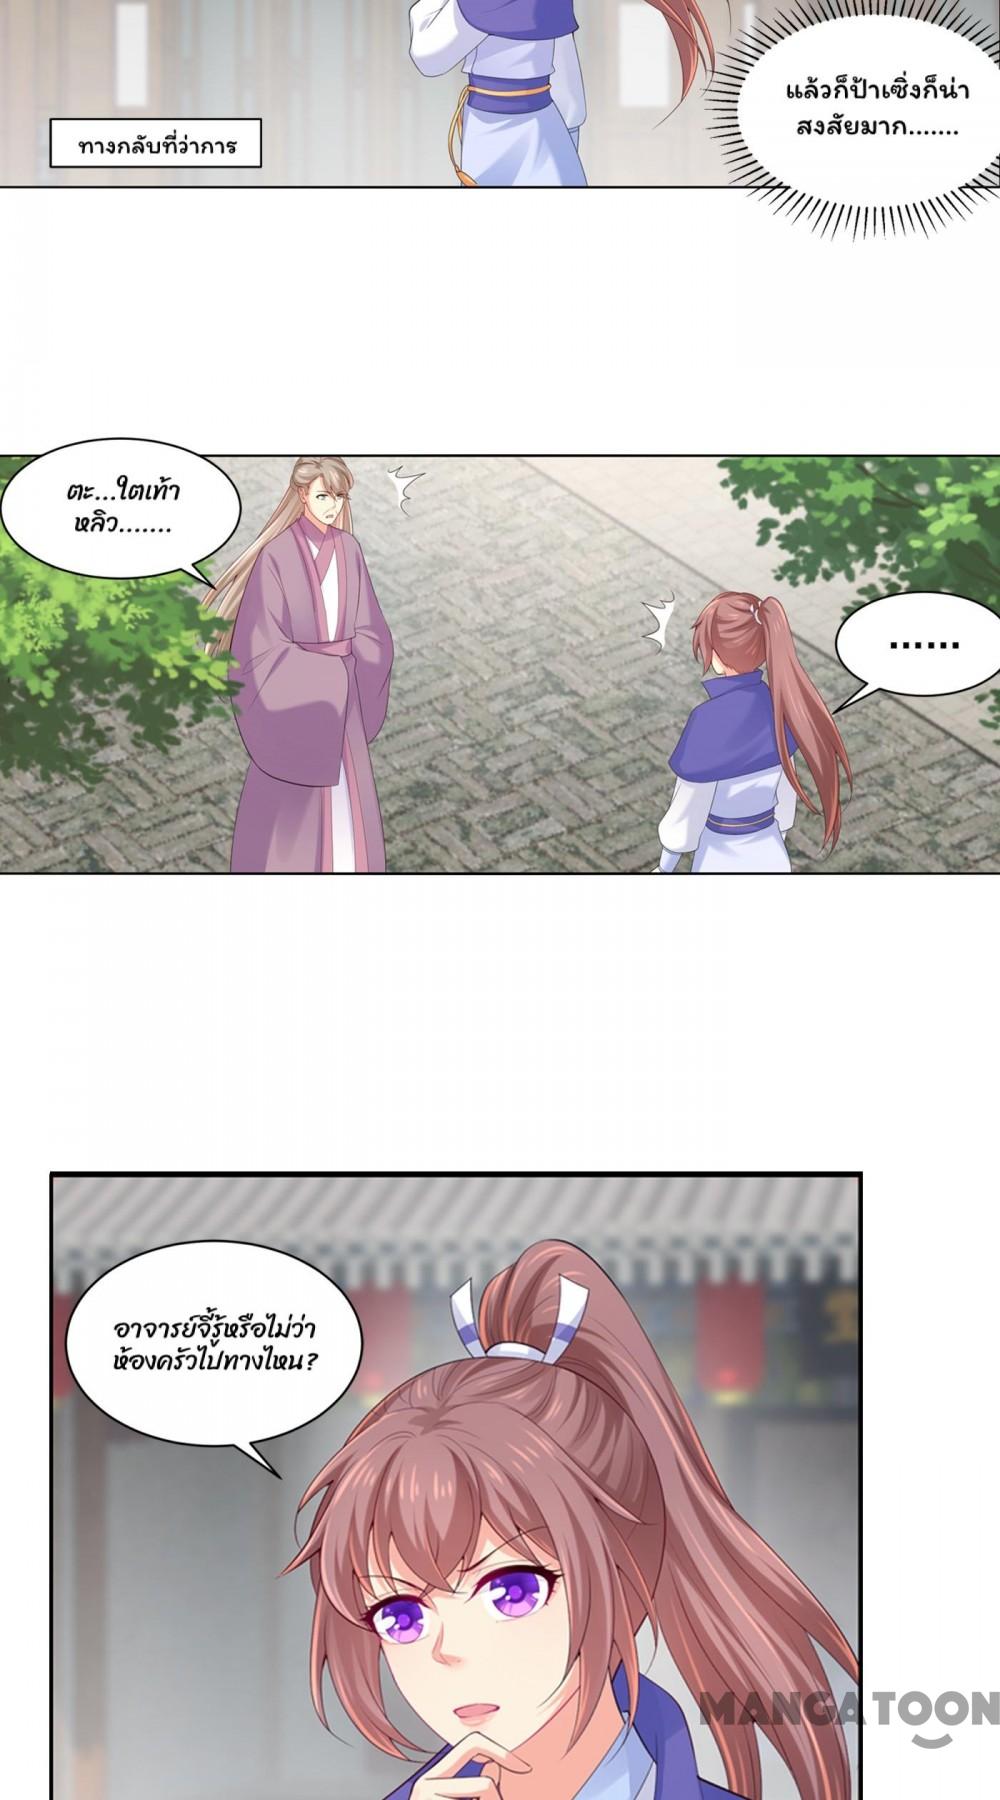 แล้วก็ป้าเซิ่งก็น่า
สงสัยมาก.......
ทางกลับที่ว่าการ
ตะ...ใตเท้า
หลิว.......
......
อาจารย์จี้รู้หรือไม่ว่า
ห้องครัวไปทางไหน?
MANGATOON